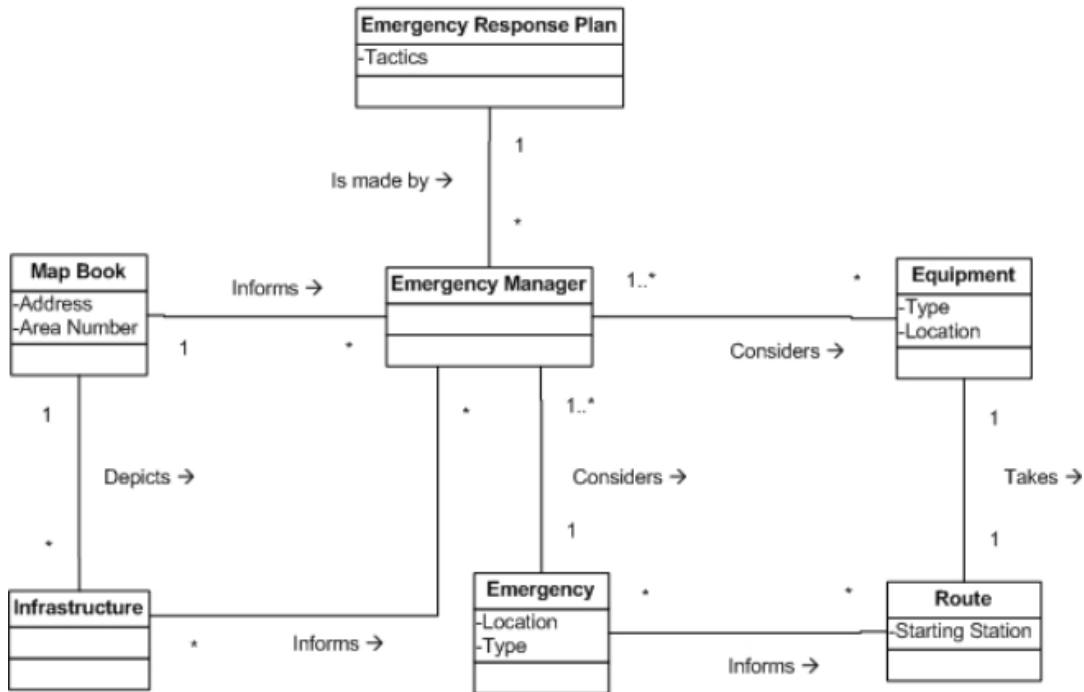 Emergency Response Plan
-Tactics
1
Is made by →
*
Map Book
-Address
-Area Number
Informs →
1
*
Emergency Manager
1..*
*
Considers →
Equipment
-Type
-Location
1
Depicts →
*
*
1..*
Considers →
1
1
Takes →
1
Infrastructure
*
Informs →
Emergency
-Location
-Type
*
*
Informs →
Route
-Starting Station